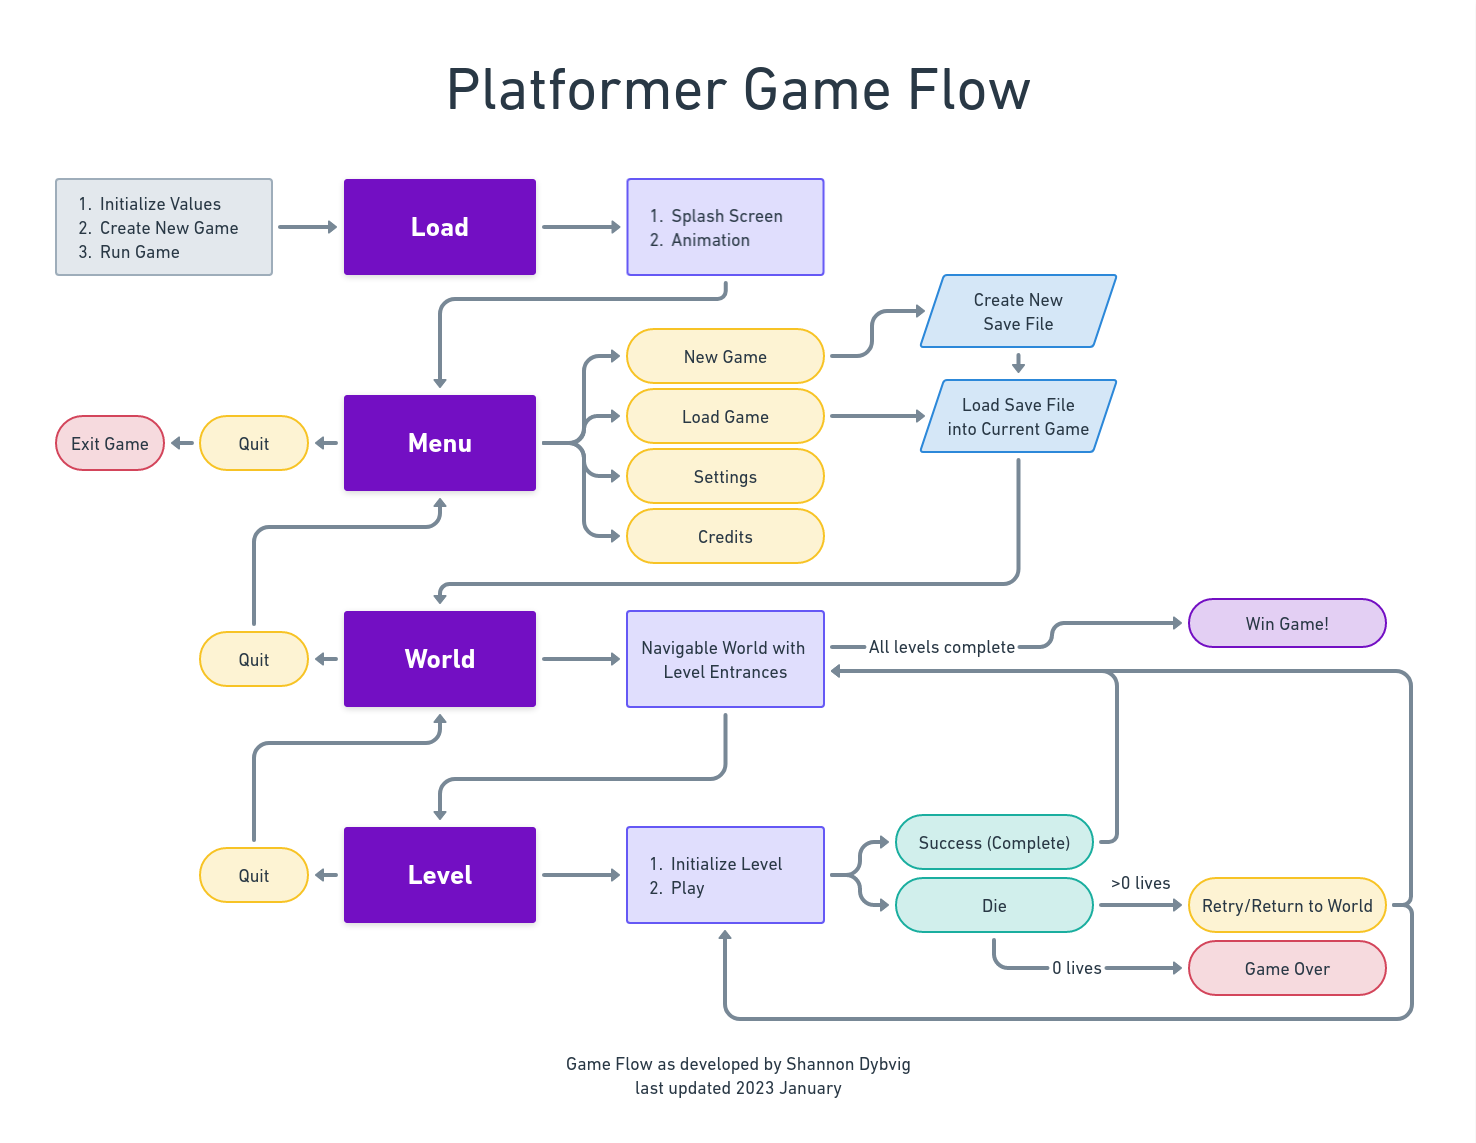 Platformer Game Flow
1. Initialize Values
2. Create New Game
3. Run Game
Load
1. Splash Screen
2. Animation
Create New
Save File
New Game
Load Game
Load Save File
into Current Game
Exit Game
Quit
Menu
Settings
Credits
Quit
World
Navigable World with
Level Entrances
All levels complete
Win Game!
Quit
Level
1. Initialize Level
2. Play
Success (Complete)
Die
>0 lives
Retry/Return to World
0 lives
Game Over
Game Flow as developed by Shannon Dybvig
last updated 2023 January